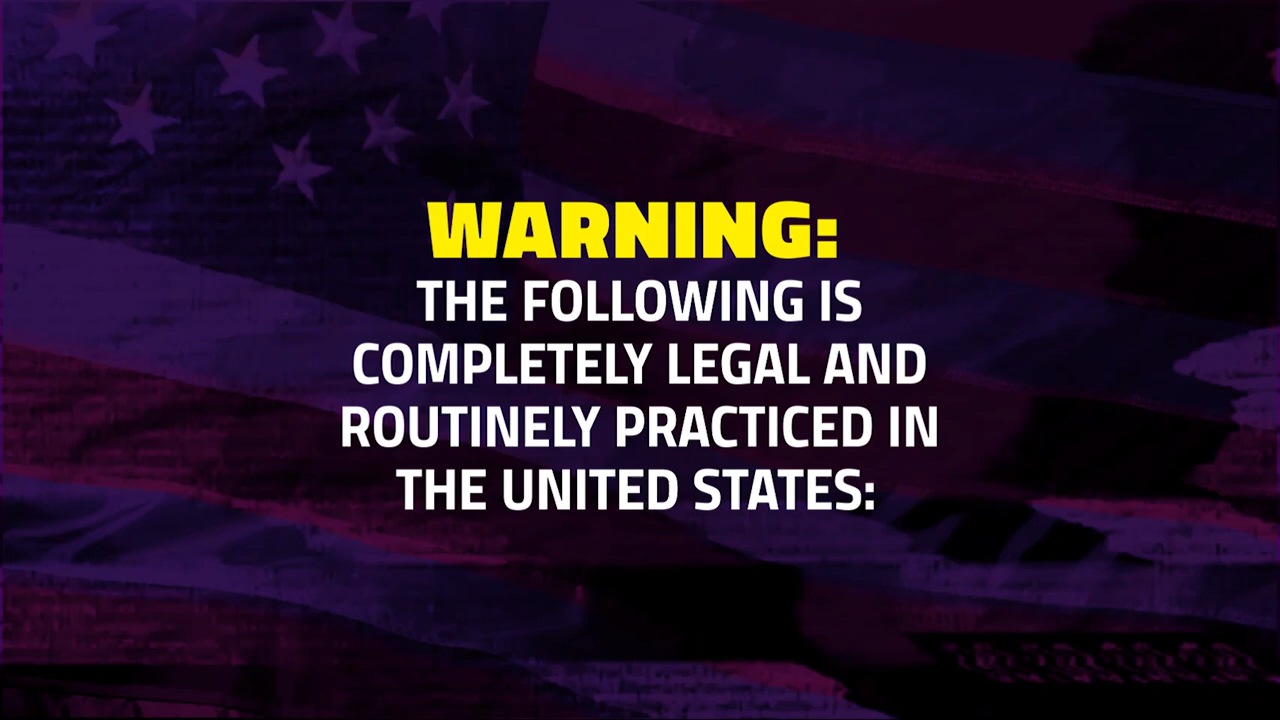 WARNING:
THE FOLLOWING IS
COMPLETELY LEGAL AND
ROUTINELY PRACTICED IN
THE UNITED STATES: